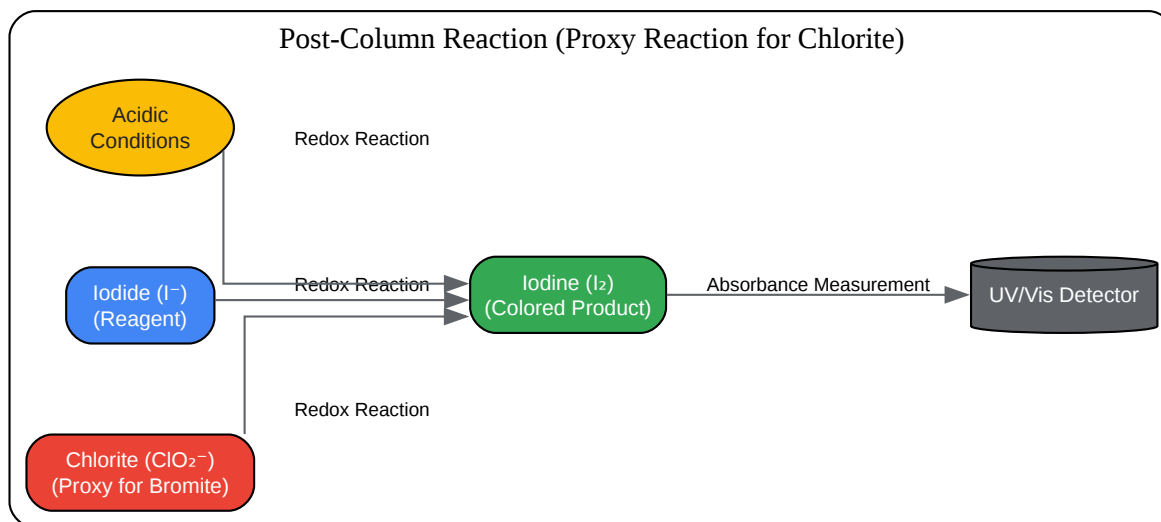 Post-Column Reaction (Proxy Reaction for Chlorite)
Acidic
Conditions
Redox Reaction
Iodide (I⁻)
(Reagent)
Redox Reaction
Iodine (I₂)
(Colored Product)
Absorbance Measurement
UV/Vis Detector
Redox Reaction
Chlorite (ClO₂⁻)
(Proxy for Bromite)